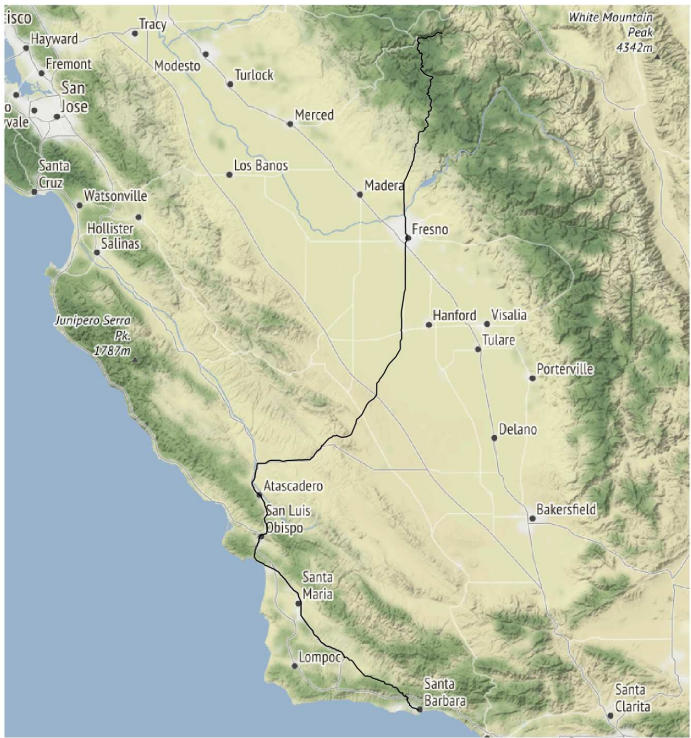 isco
Hayward
Tracy
White Mountain
Peak
4342m
Fremont
Modesto
Turlock
San
Jose
o
vale
Merced
Santa
Cruz
Los Banos
Madera
Watsonville
Hollister
Salinas
Fresno
Junipero Serra
Pk.
1787m
Hanford
Visalia
Tulare
Porterville
Delano
Atascadero
San Luis
Obispo
Bakersfield
Santa
Maria
Lompoc
Santa
Barbara
Santa
Clarita